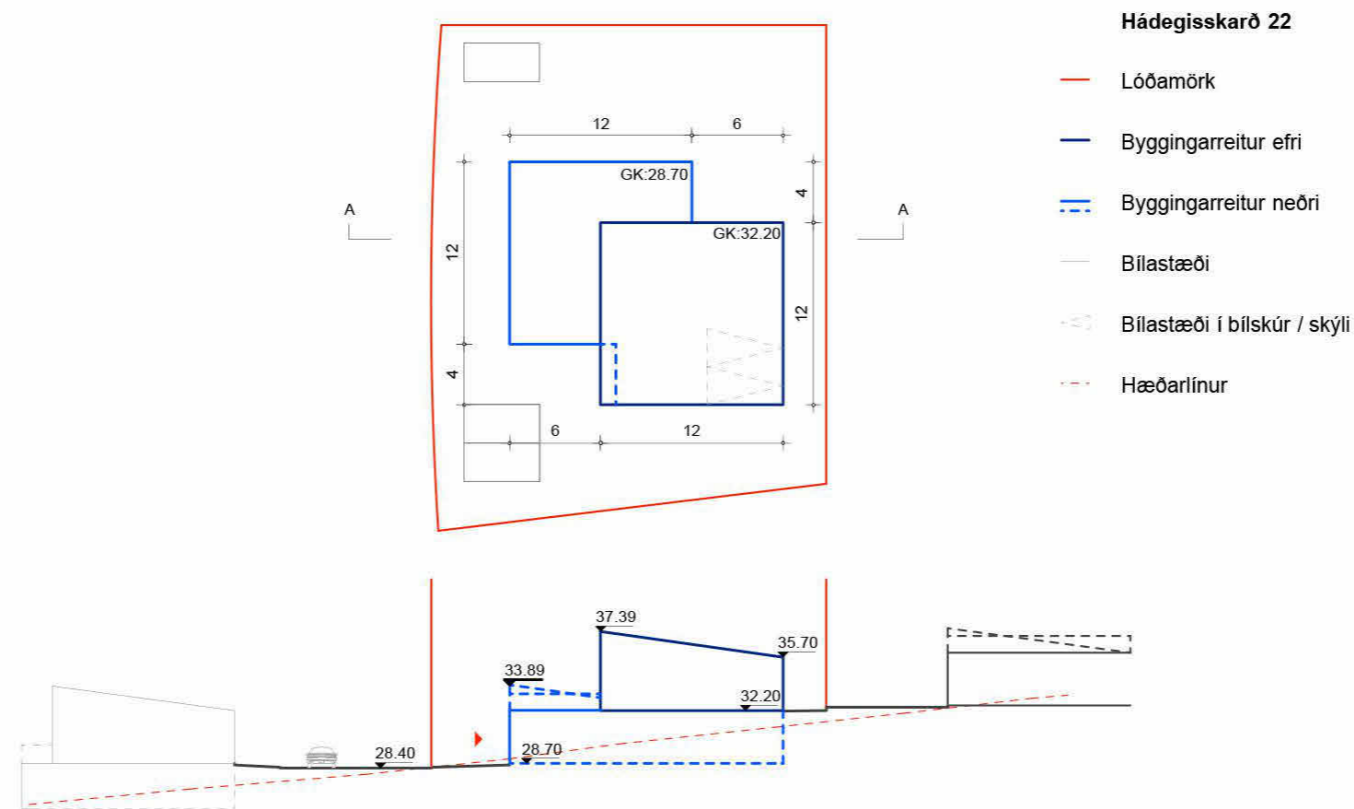 Hádegisskarð 22
Lóðamörk
Byggingarreitur efri
Byggingarreitur neðri
Bílastæði
Bílastæði í bílskúr / skýli
Hæðarlínur
12
6
GK:28.70
4
A
A
GK:32.20
12
12
4
6
12
37.39
35.70
33.89
32.20
28.40
28.70